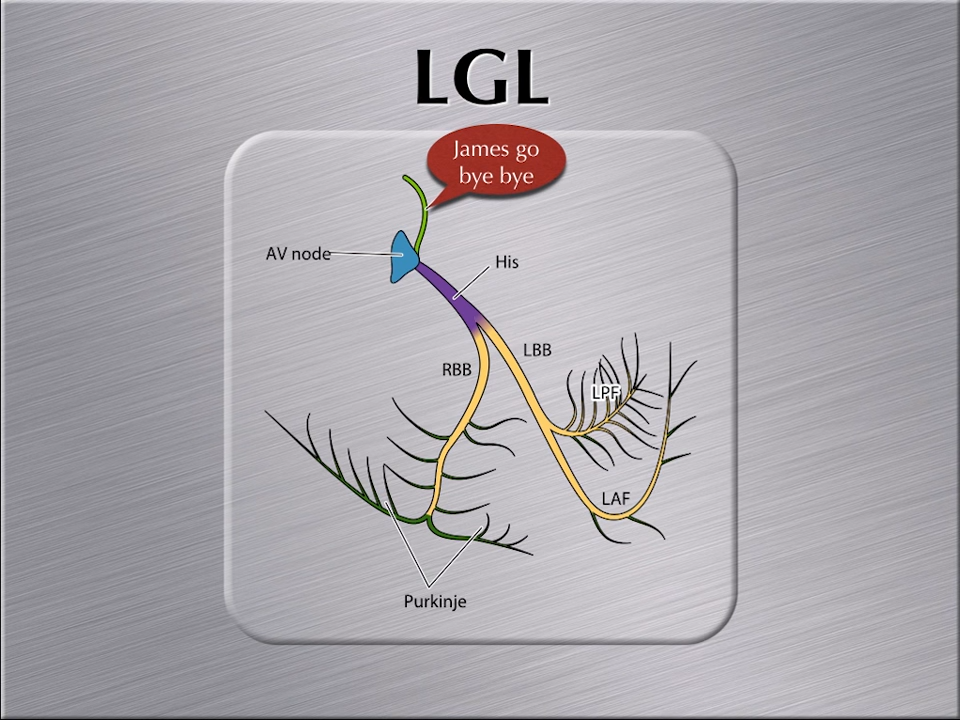 LGL
James go
bye bye
AV node
His
LBB
RBB
LPF
LAF
Purkinje